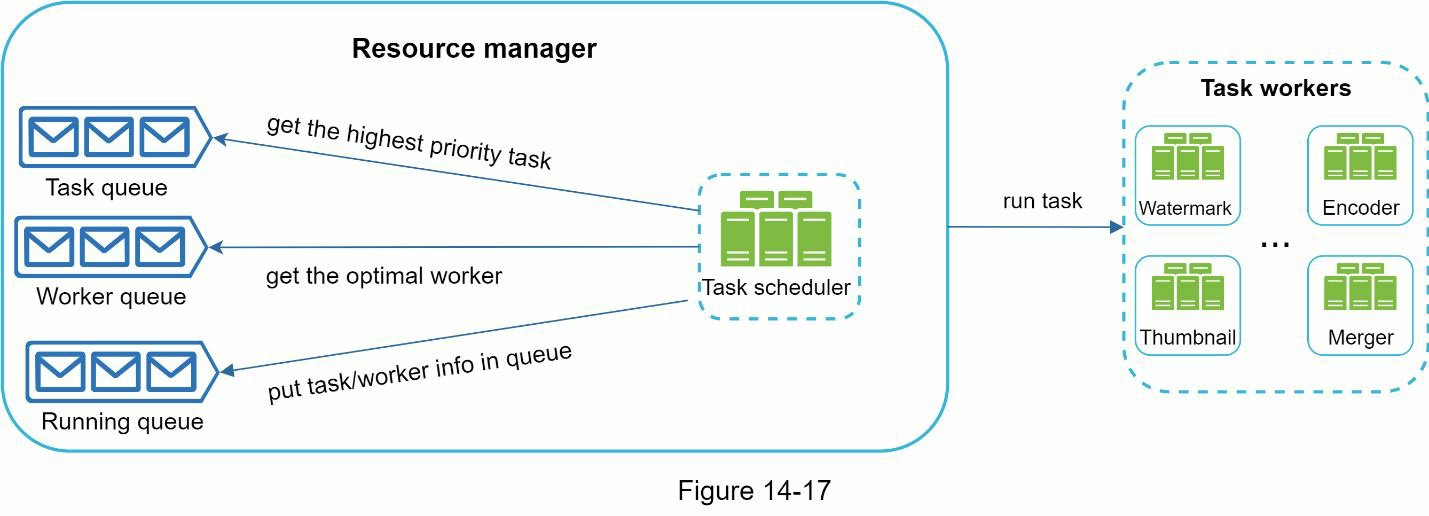 Resource manager
Task workers
get the highest priority task
Task queue
run task
Watermark
Encoder
...
get the optimal worker
Worker queue
Task scheduler
Thumbnail
Merger
put task/worker info in queue
Running queue
Figure 14-17